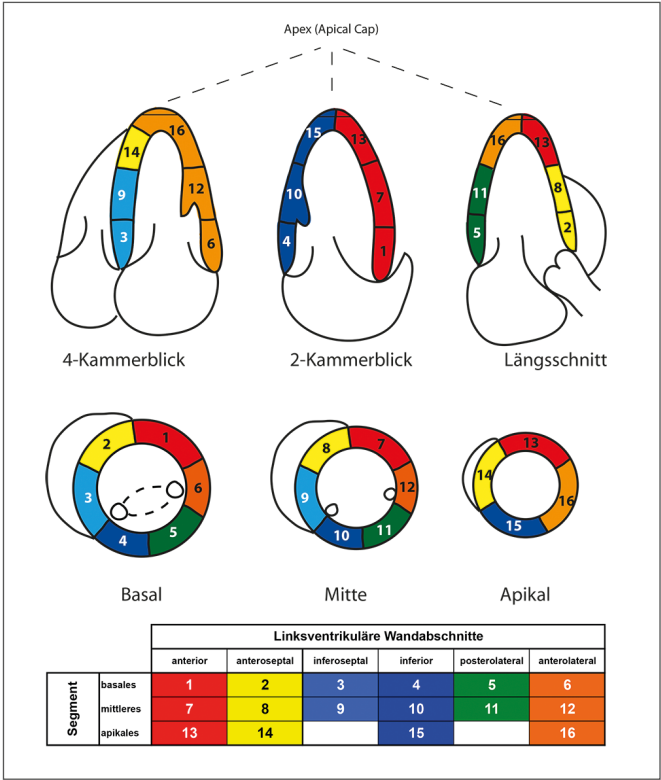 Apex (Apical Cap)
16
14
9
12
3
6
15
13
10
7
4
1
16
13
11
8
5
2
4-Kammerblick
2-Kammerblick
Längsschnitt
1
2
3
6
5
4
7
8
9
12
11
10
13
14
16
15
Basal
Mitte
Apikal
Linksventrikuläre Wandabschnitte
anterior anteroseptal inferoseptal inferior posterolateral anterolateral
Segment
basales 1 2 3 4 5 6
mittleres 7 8 9 10 11 12
apikales 13 14 15 16